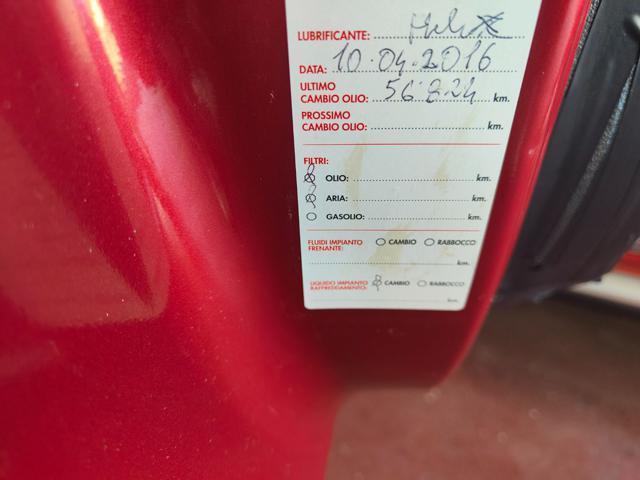 LUBRIFICANTE: Helix
DATA: 10.04.2016
ULTIMO
CAMBIO OLIO: 56824 km.
PROSSIMO
CAMBIO OLIO: km.
FILTRI:
OLIO: km.
ARIA: km.
GASOLIO: km.
FLUIDI IMPIANTO FRENANTE: CAMBIO RABBOCCO
km.
LIQUIDO IMPIANTO RAFFREDDAMENTO: CAMBIO RABBOCCO
km.